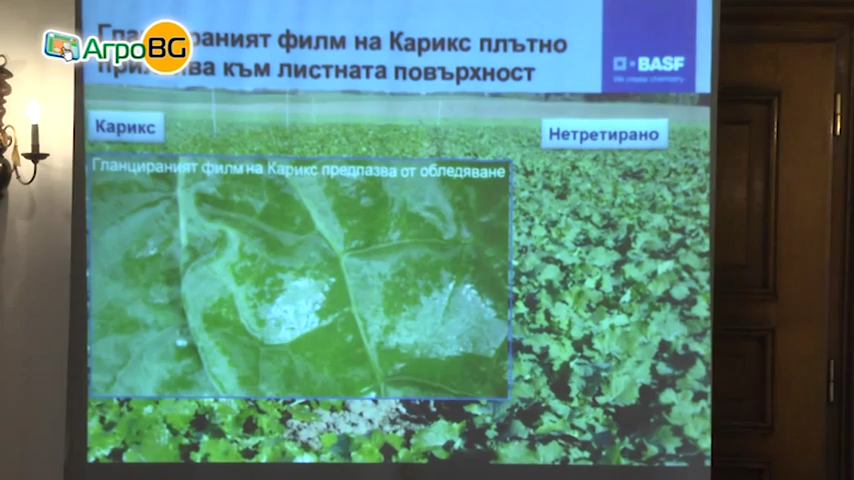 АгроBG
Гланцираният филм на Карикс плътно
прилепва към листната повърхност
BASF
We create chemistry
Карикс
Нетретирано
Гланцираният филм на Карикс предпазва от обледяване